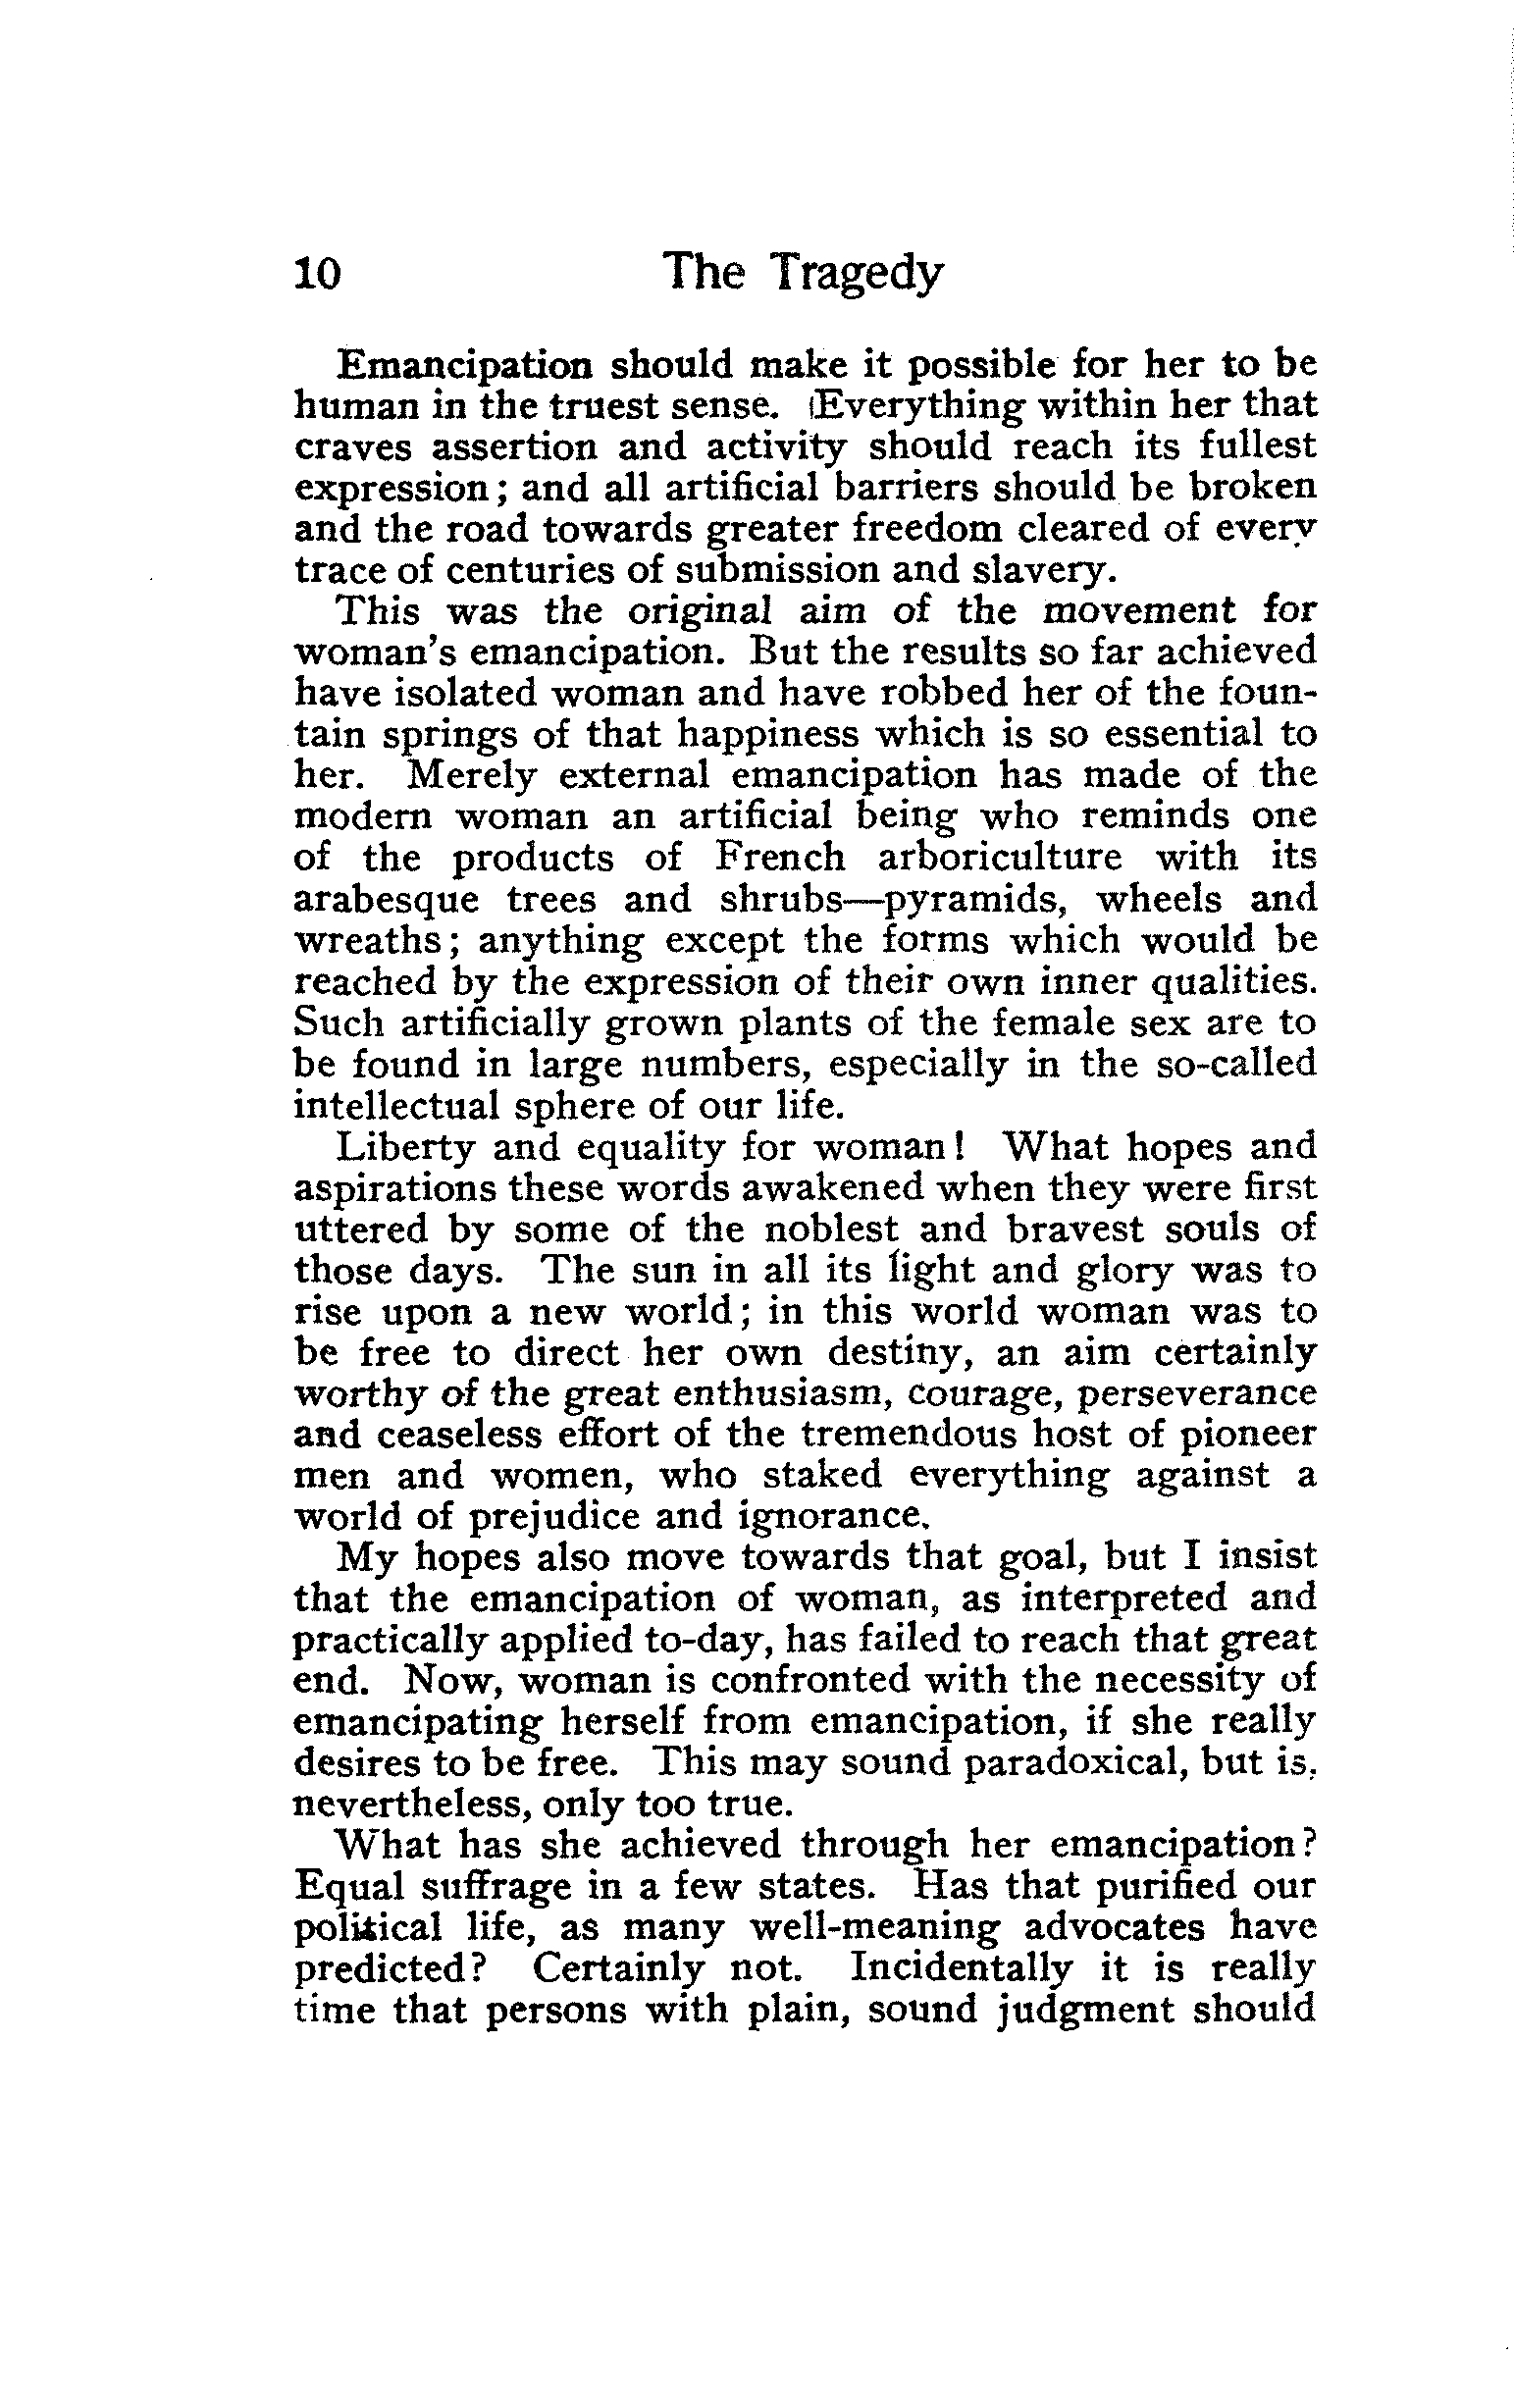 10 The Tragedy
Emancipation should make it possible for her to be
human in the truest sense. Everything within her that
craves assertion and activity should reach its fullest
expression; and all artificial barriers should be broken
and the road towards greater freedom cleared of every
trace of centuries of submission and slavery.
This was the original aim of the movement for
woman's emancipation. But the results so far achieved
have isolated woman and have robbed her of the foun-
tain springs of that happiness which is so essential to
her. Merely external emancipation has made of the
modern woman an artificial being who reminds one
of the products of French arboriculture with its
arabesque trees and shrubs—pyramids, wheels and
wreaths; anything except the forms which would be
reached by the expression of their own inner qualities.
Such artificially grown plants of the female sex are to
be found in large numbers, especially in the so-called
intellectual sphere of our life.
Liberty and equality for woman! What hopes and
aspirations these words awakened when they were first
uttered by some of the noblest and bravest souls of
those days. The sun in all its light and glory was to
rise upon a new world; in this world woman was to
be free to direct her own destiny, an aim certainly
worthy of the great enthusiasm, courage, perseverance
and ceaseless effort of the tremendous host of pioneer
men and women, who staked everything against a
world of prejudice and ignorance.
My hopes also move towards that goal, but I insist
that the emancipation of woman, as interpreted and
practically applied to-day, has failed to reach that great
end. Now, woman is confronted with the necessity of
emancipating herself from emancipation, if she really
desires to be free. This may sound paradoxical, but is,
nevertheless, only too true.
What has she achieved through her emancipation?
Equal suffrage in a few states. Has that purified our
political life, as many well-meaning advocates have
predicted? Certainly not. Incidentally it is really
time that persons with plain, sound judgment should